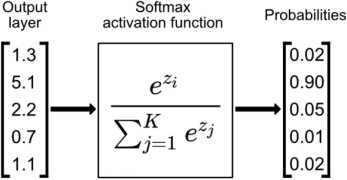 Output
layer
Softmax
activation function
Probabilities
1.3
5.1
2.2
0.7
1.1
e^{z_i}
∑_{j=1}^{K} e^{z_j}
0.02
0.90
0.05
0.01
0.02